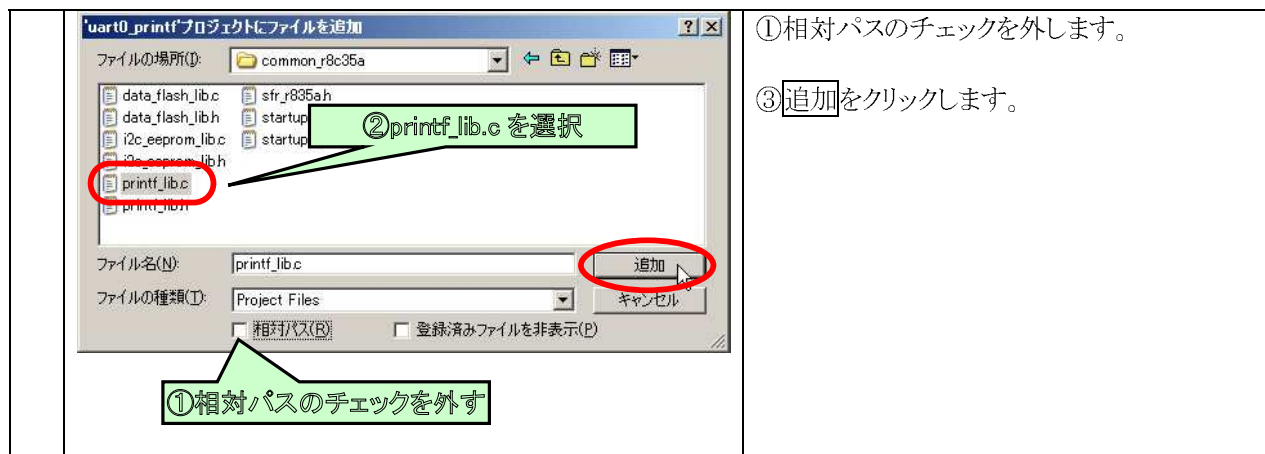 'uart0_printf'プロジェクトにファイルを追加
ファイルの場所(I):
common_r8c35a
data_flash_lib.c
data_flash_lib.h
i2c_eeprom_lib.c
i2c_eeprom_lib.h
printf_lib.c
printf_lib.h
sfr_r835a.h
startup
startup
②printf_lib.c を選択
ファイル名(N):
printf_lib.c
追加
ファイルの種類(T):
Project Files
キャンセル
相対パス(R)
登録済みファイルを非表示(P)
①相対パスのチェックを外す
①相対パスのチェックを外します。
③追加をクリックします。